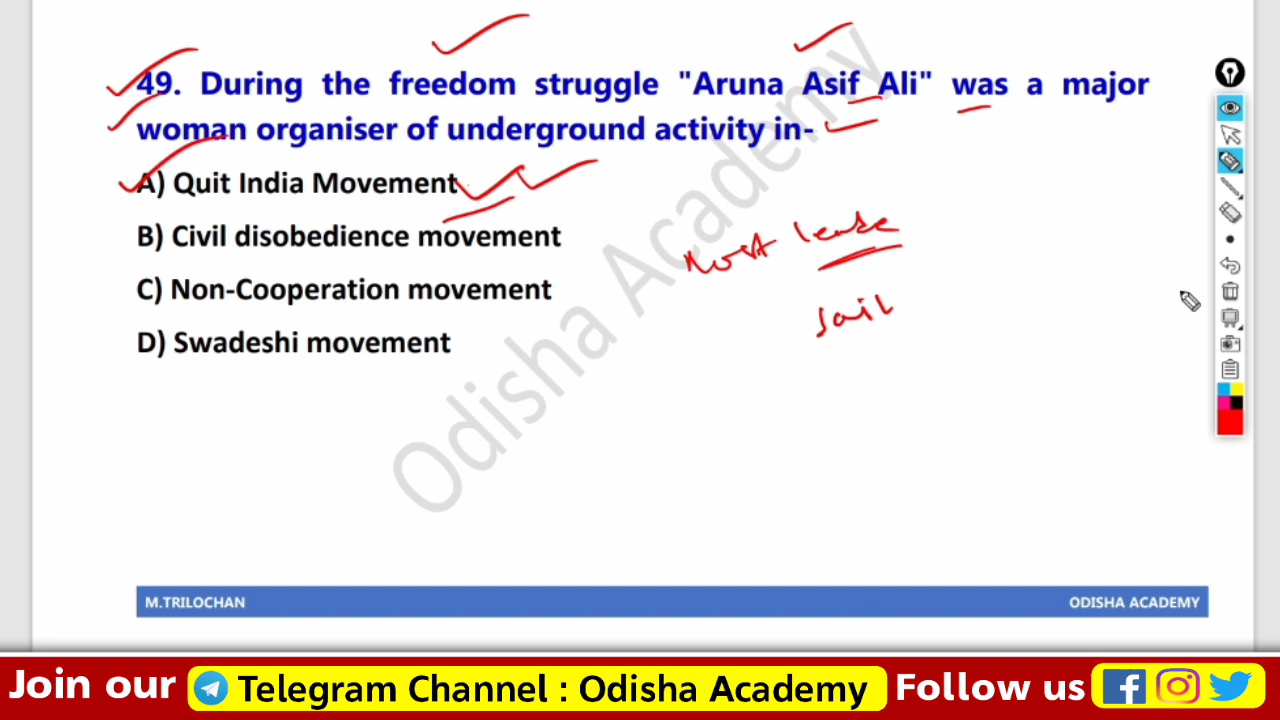 49. During the freedom struggle "Aruna Asif Ali" was a major
woman organiser of underground activity in-
A) Quit India Movement
B) Civil disobedience movement
C) Non-Cooperation movement
D) Swadeshi movement
Most
Jail
Odisha Academy
M.TRILOCHAN ODISHA ACADEMY
Join our Telegram Channel : Odisha Academy Follow us